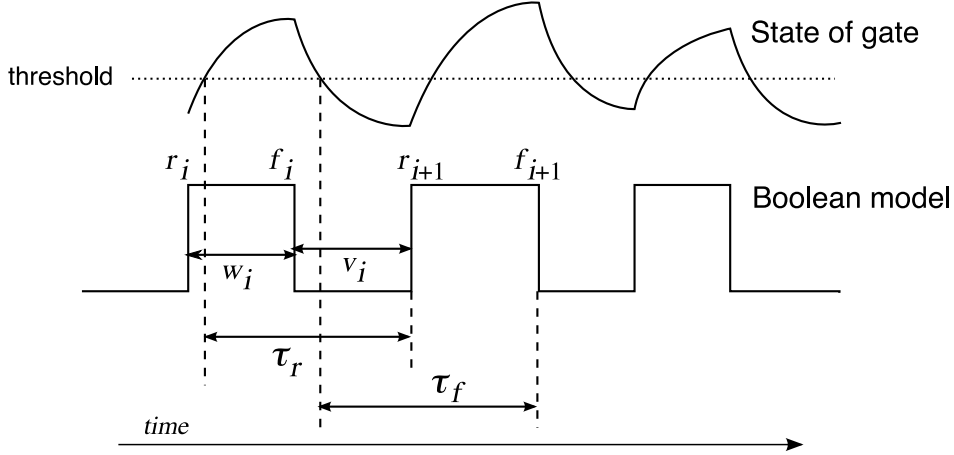 State of gate
threshold
r_i f_i r_{i+1} f_{i+1}
Boolean model
w_i v_i
τ_r
τ_f
time